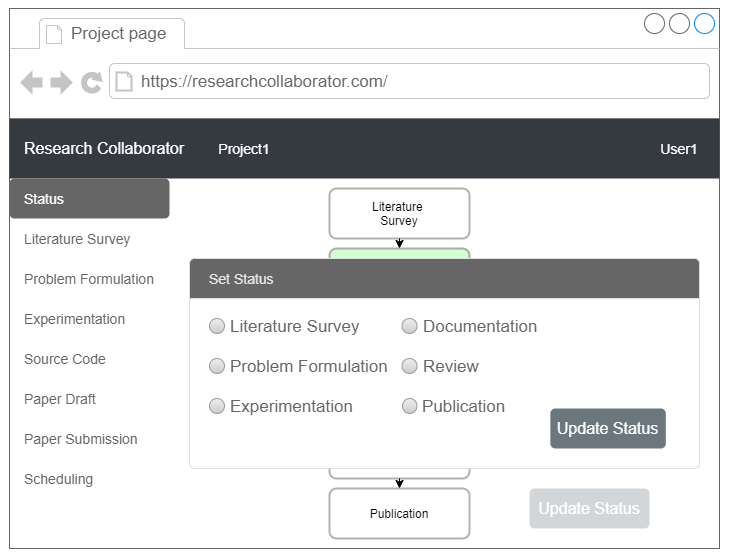 Project page
https://researchcollaborator.com/
Research Collaborator Project1 User1
Status
Literature Survey
Problem Formulation
Experimentation
Source Code
Paper Draft
Paper Submission
Scheduling
Literature
Survey
Set Status
Literature Survey Documentation
Problem Formulation Review
Experimentation Publication
Update Status
Publication
Update Status